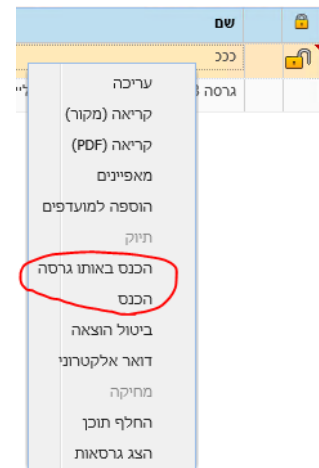 שם
ככככ
גרסה 3
עריכה
קריאה (מקור)
קריאה (PDF)
מאפיינים
הוספה למועדפים
תיוק
הכנס באותו גרסה
הכנס
ביטול הוצאה
דואר אלקטרוני
מחיקה
החלף תוכן
הצג גרסאות